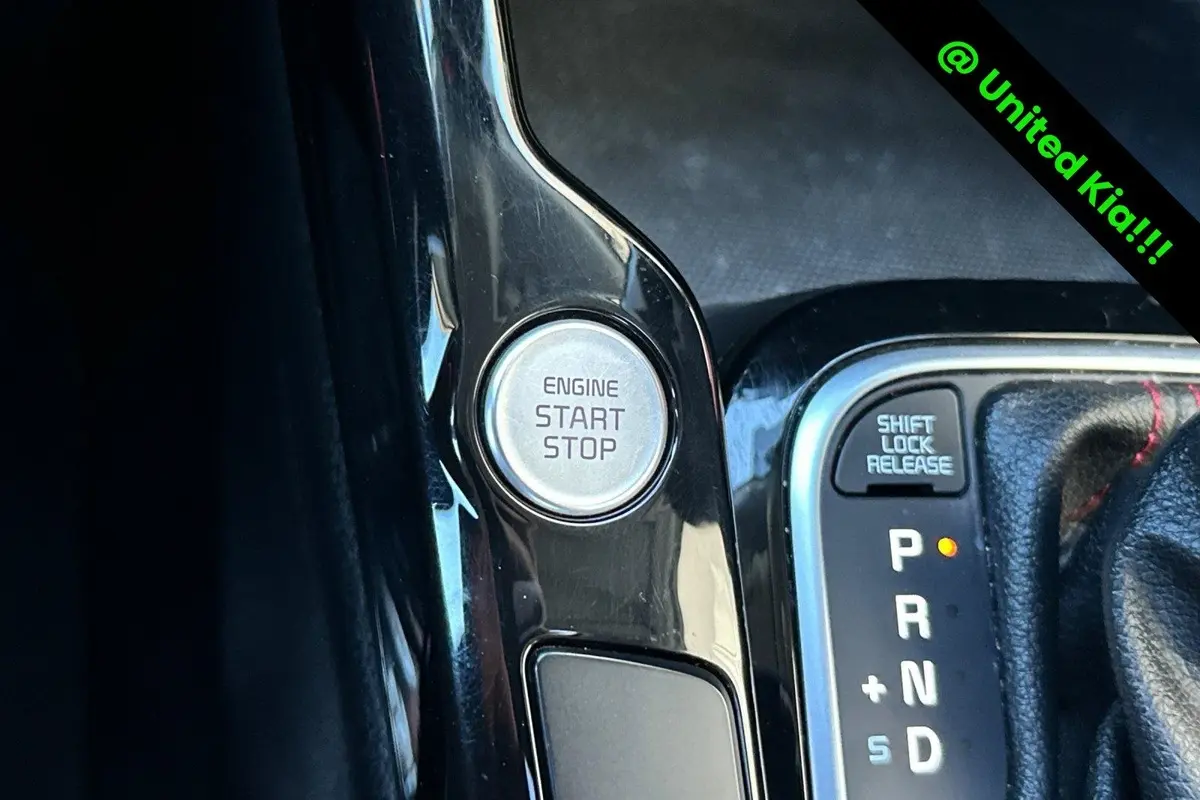 @ United Kia!!!
ENGINE
START
STOP
SHIFT
LOCK
RELEASE
P
R
+ N
S D